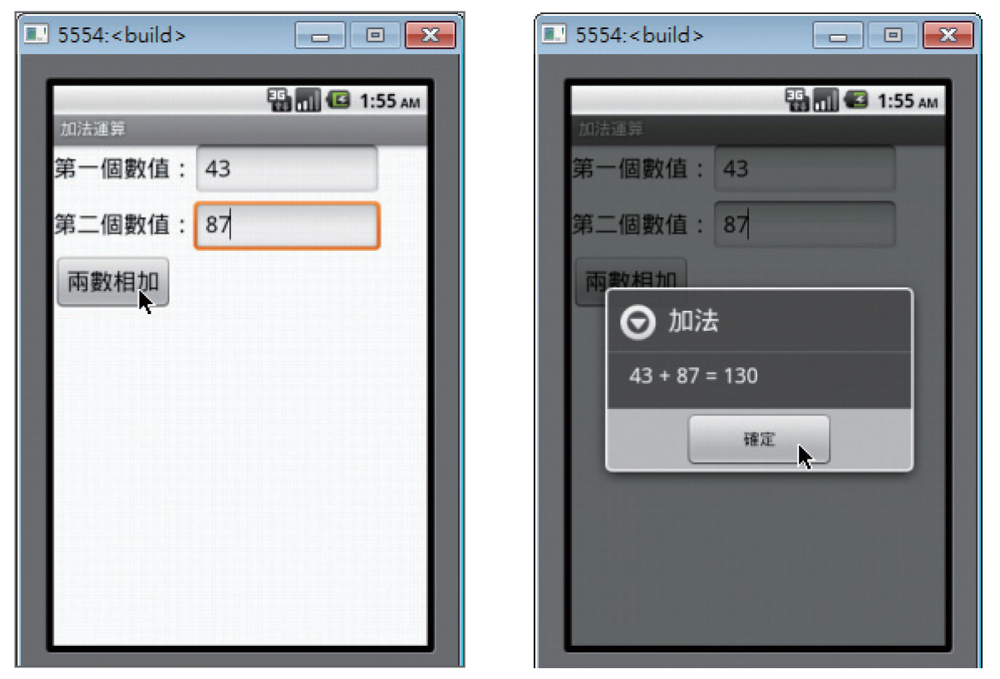 5554:<build>
3G 1:55 AM
加法運算
第一個數值： 43
第二個數值： 87
兩數相加
5554:<build>
3G 1:55 AM
加法運算
第一個數值： 43
第二個數值： 87
兩數相加
加法
43 + 87 = 130
確定